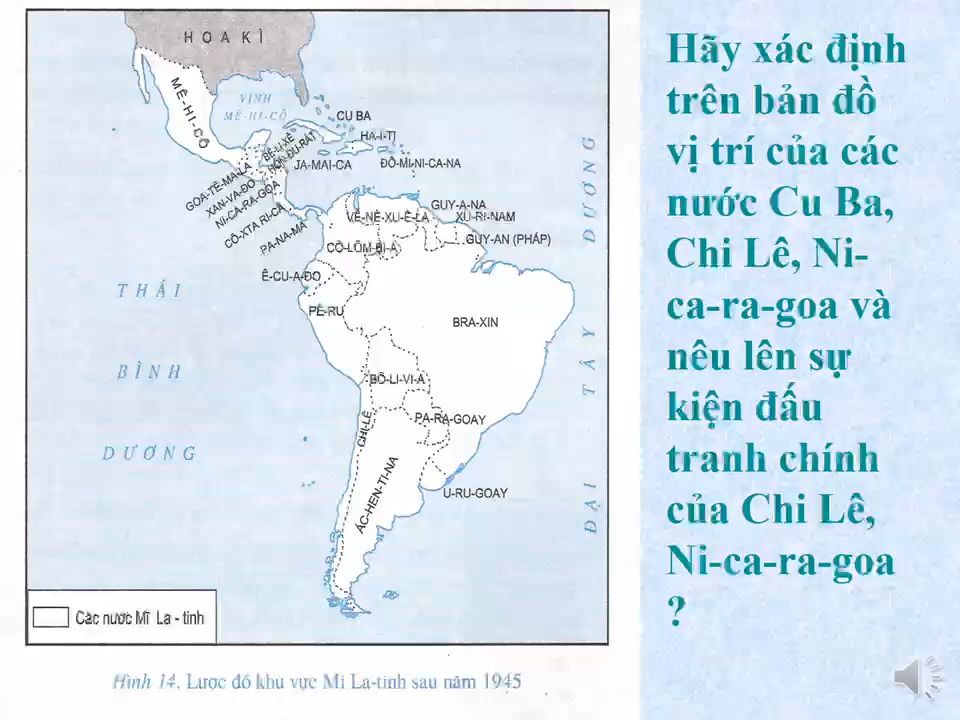 HOA KÌ
MÊ-HI-CÔ
VỊNH
MÊ-HI-CÔ
CU BA
HA-I-TI
BÊ-LI-XÊ
HÔN-ĐU-RÁT
JA-MAI-CA
ĐÔ-MI-NI-CA-NA
GOA-TÊ-MA-LA
XAN-VA-ĐO
NI-CA-RA-GOA
CÔ-XTA RI-CA
PA-NA-MA
VÊ-NÊ-XU-Ê-LA
GUY-A-NA
XU-RI-NAM
GUY-AN (PHÁP)
CÔ-LÔM-BI-A
Ê-CU-A-ĐO
PÊ-RU
BRA-XIN
BÔ-LI-VI-A
PA-RA-GOAY
CHI-LÊ
ÁC-HEN-TI-NA
U-RU-GOAY
THÁI
BÌNH
DƯƠNG
ĐẠI TÂY DƯƠNG
Các nước Mĩ La - tinh
Hình 14. Lược đồ khu vực Mĩ La-tinh sau năm 1945
Hãy xác định
trên bản đồ
vị trí của các
nước Cu Ba,
Chi Lê, Ni-
ca-ra-goa và
nêu lên sự
kiện đấu
tranh chính
của Chi Lê,
Ni-ca-ra-goa
?